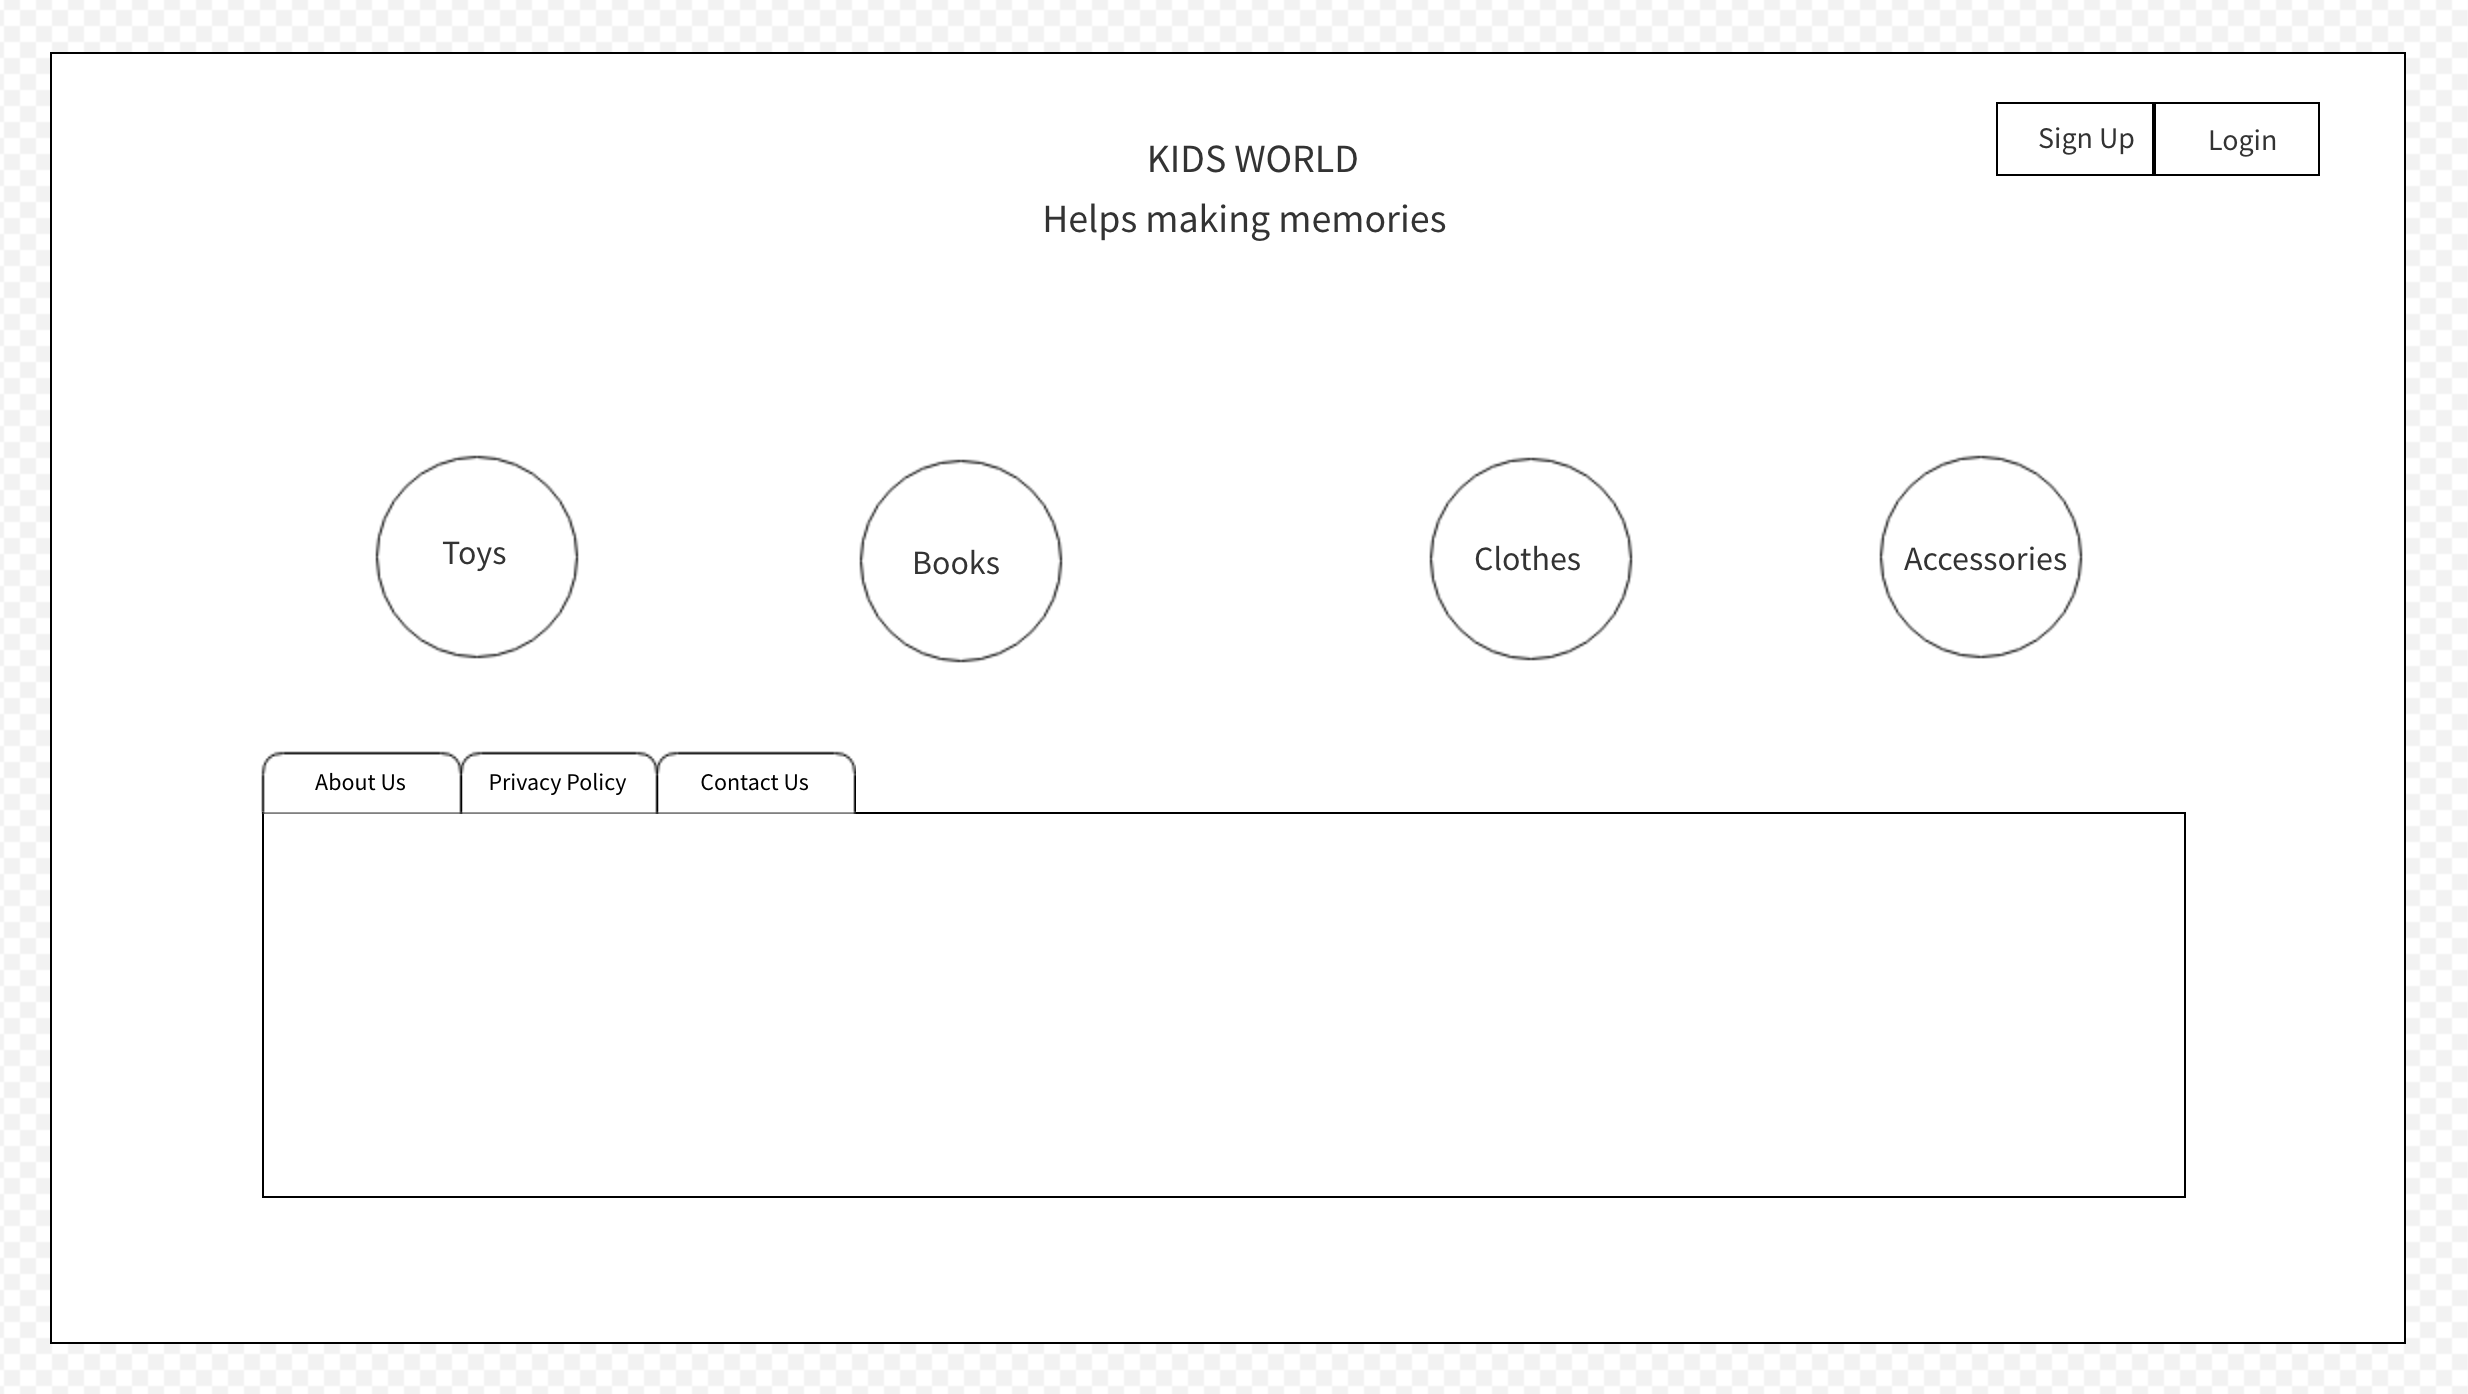 Sign Up
Login
KIDS WORLD
Helps making memories
Toys
Books
Clothes
Accessories
About Us
Privacy Policy
Contact Us